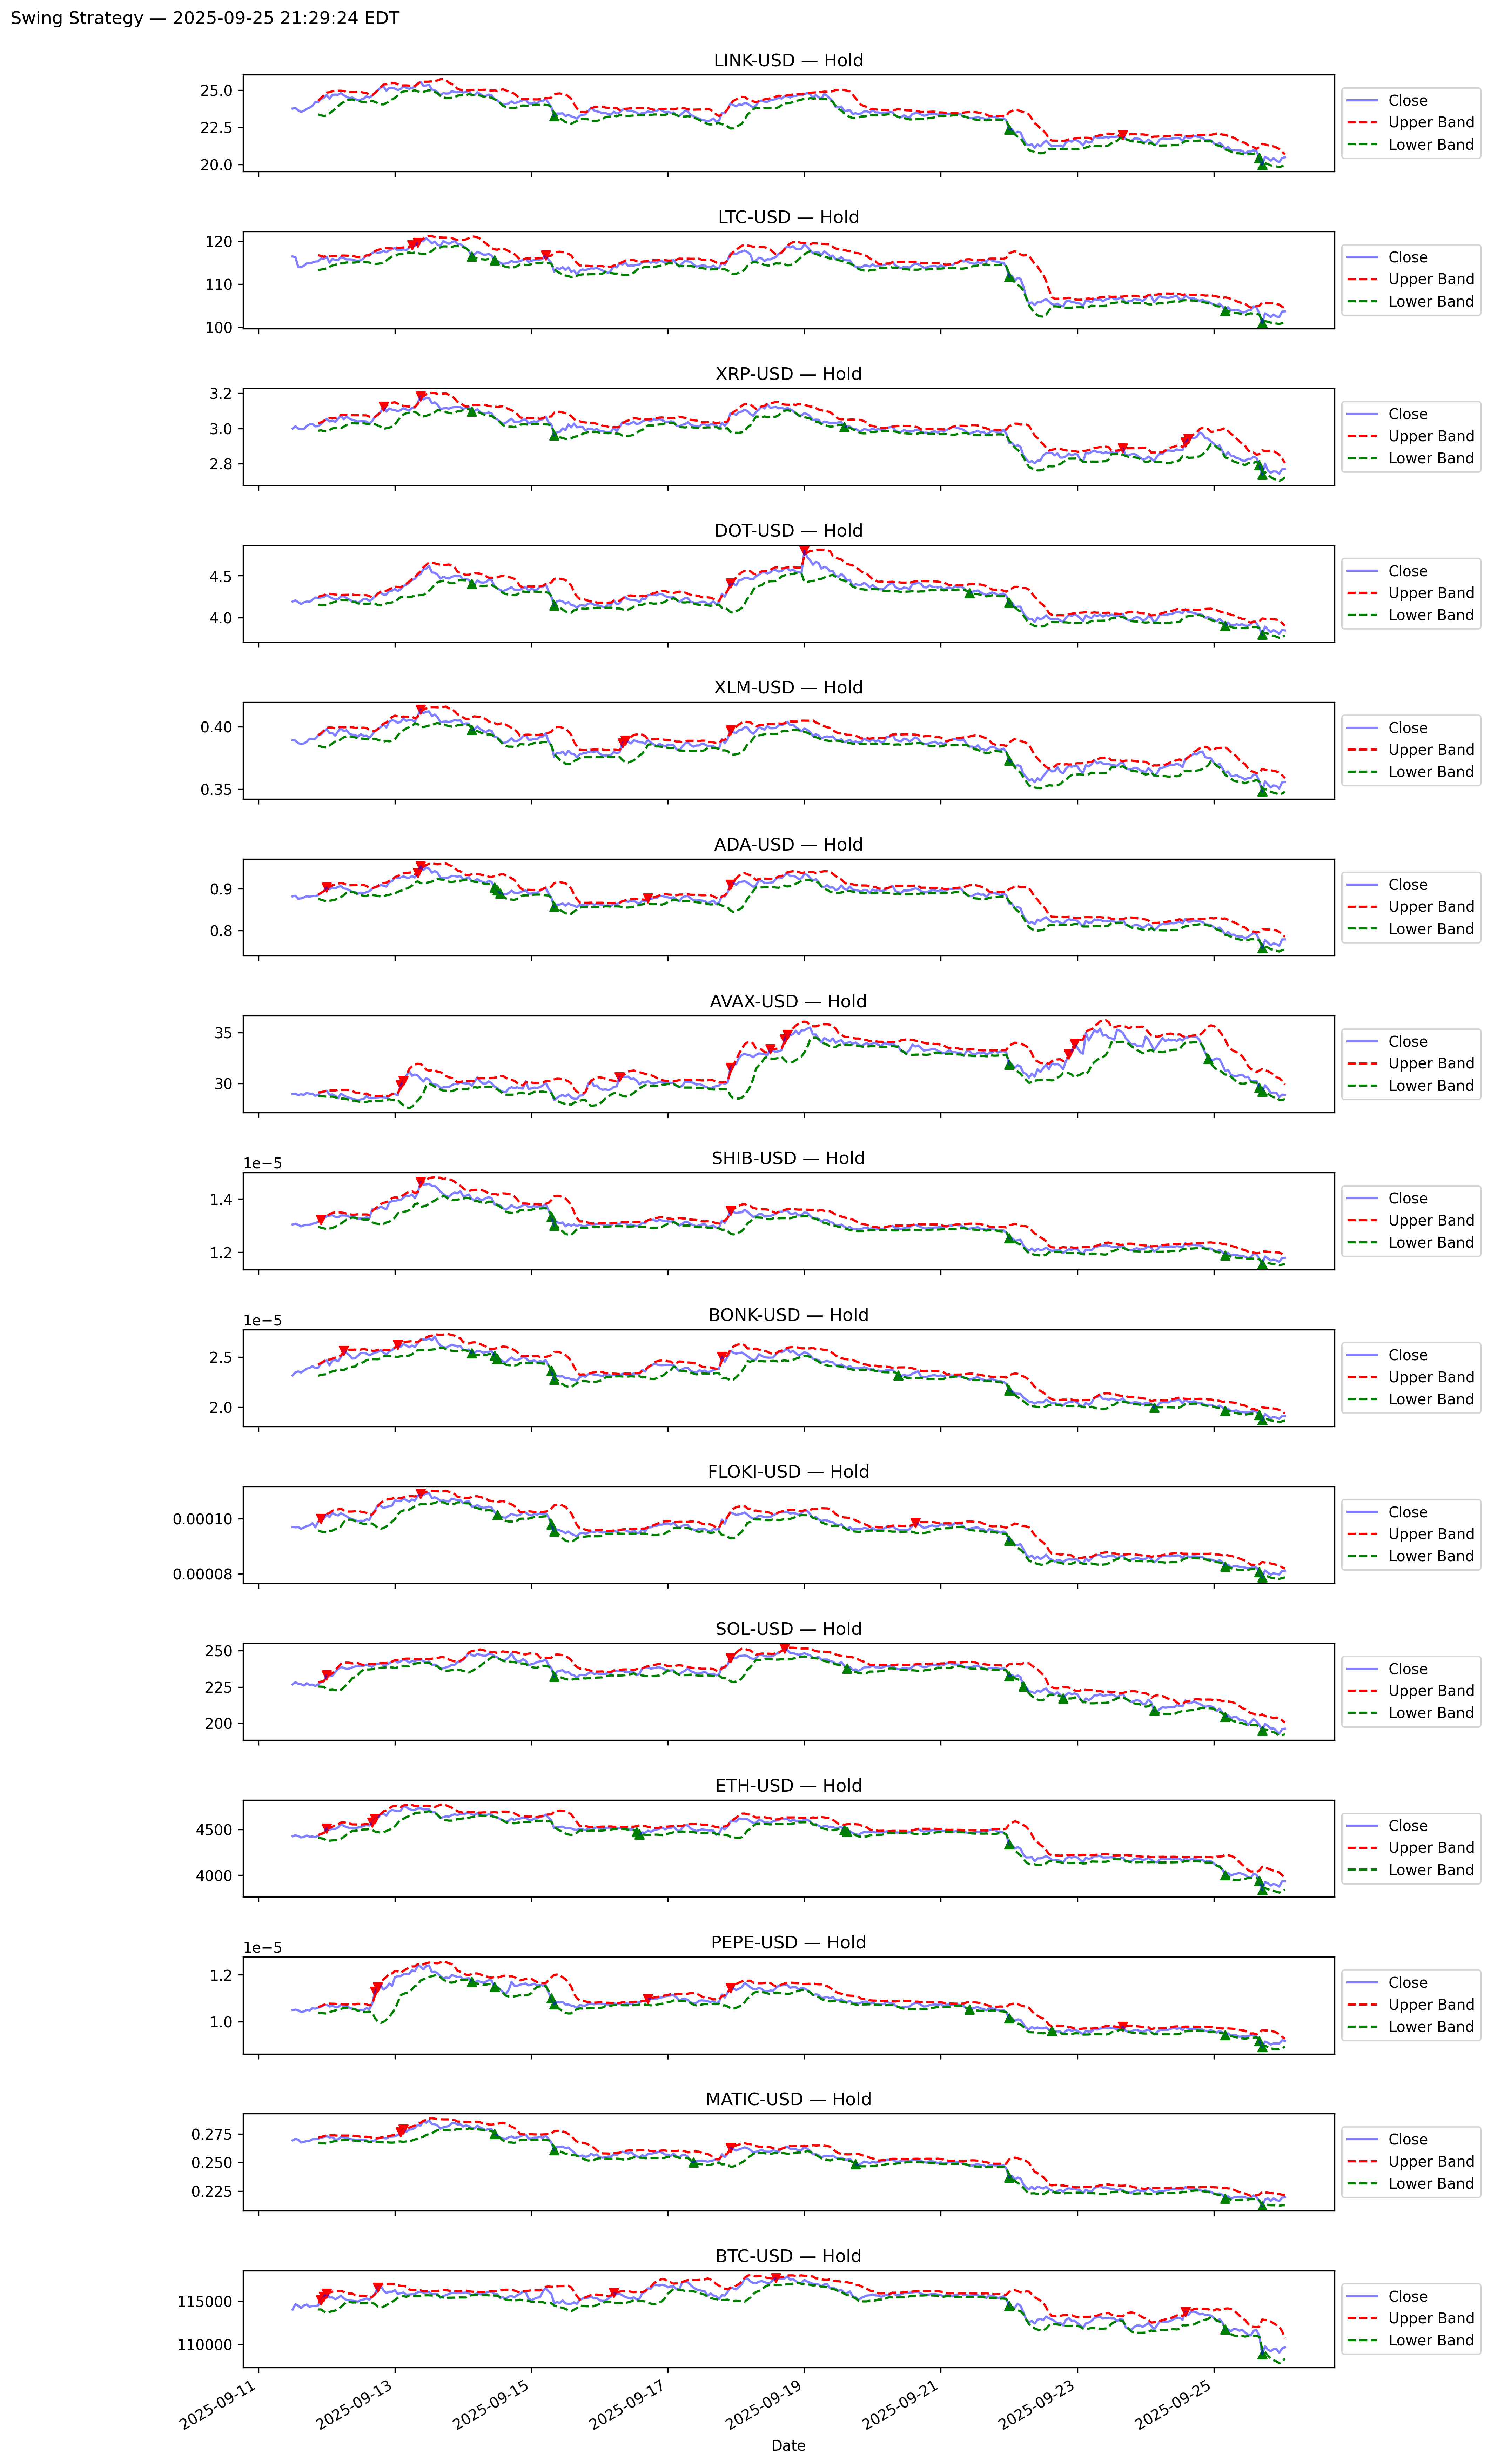 Swing Strategy — 2025-09-25 21:29:24 EDT
LINK-USD — Hold
25.0
22.5
20.0
Close
Upper Band
Lower Band
LTC-USD — Hold
120
110
100
Close
Upper Band
Lower Band
XRP-USD — Hold
3.2
3.0
2.8
Close
Upper Band
Lower Band
DOT-USD — Hold
4.5
4.0
Close
Upper Band
Lower Band
XLM-USD — Hold
0.40
0.35
Close
Upper Band
Lower Band
ADA-USD — Hold
0.9
0.8
Close
Upper Band
Lower Band
AVAX-USD — Hold
35
30
Close
Upper Band
Lower Band
SHIB-USD — Hold
1e−5
1.4
1.2
Close
Upper Band
Lower Band
BONK-USD — Hold
1e−5
2.5
2.0
Close
Upper Band
Lower Band
FLOKI-USD — Hold
0.00010
0.00008
Close
Upper Band
Lower Band
SOL-USD — Hold
250
225
200
Close
Upper Band
Lower Band
ETH-USD — Hold
4500
4000
Close
Upper Band
Lower Band
PEPE-USD — Hold
1e−5
1.2
1.0
Close
Upper Band
Lower Band
MATIC-USD — Hold
0.275
0.250
0.225
Close
Upper Band
Lower Band
BTC-USD — Hold
115000
110000
Close
Upper Band
Lower Band
2025-09-11
2025-09-13
2025-09-15
2025-09-17
2025-09-19
2025-09-21
2025-09-23
2025-09-25
Date